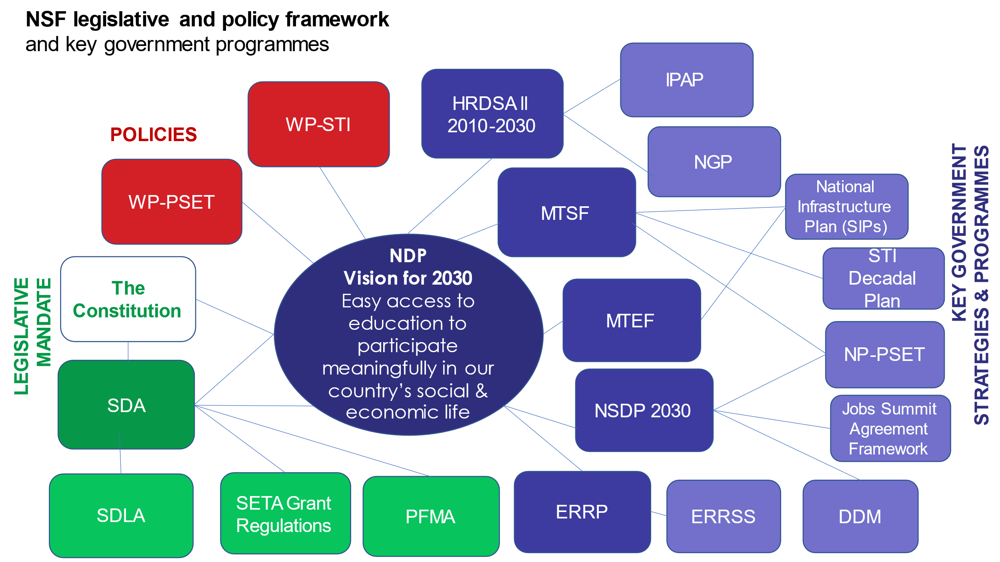 NSF legislative and policy framework
and key government programmes
IPAP
HRDSA II
2010-2030
WP-STI
POLICIES
NGP
WP-PSET
MTSF
National
Infrastructure
Plan (SIPs)
KEY GOVERNMENT
STRATEGIES & PROGRAMMES
STI
Decadal
Plan
LEGISLATIVE
MANDATE
The
Constitution
NDP
Vision for 2030
Easy access to
education to
participate
meaningfully in our
country’s social &
economic life
MTEF
NP-PSET
SDA
NSDP 2030
Jobs Summit
Agreement
Framework
SDLA
SETA Grant
Regulations
PFMA
ERRP
ERRSS
DDM